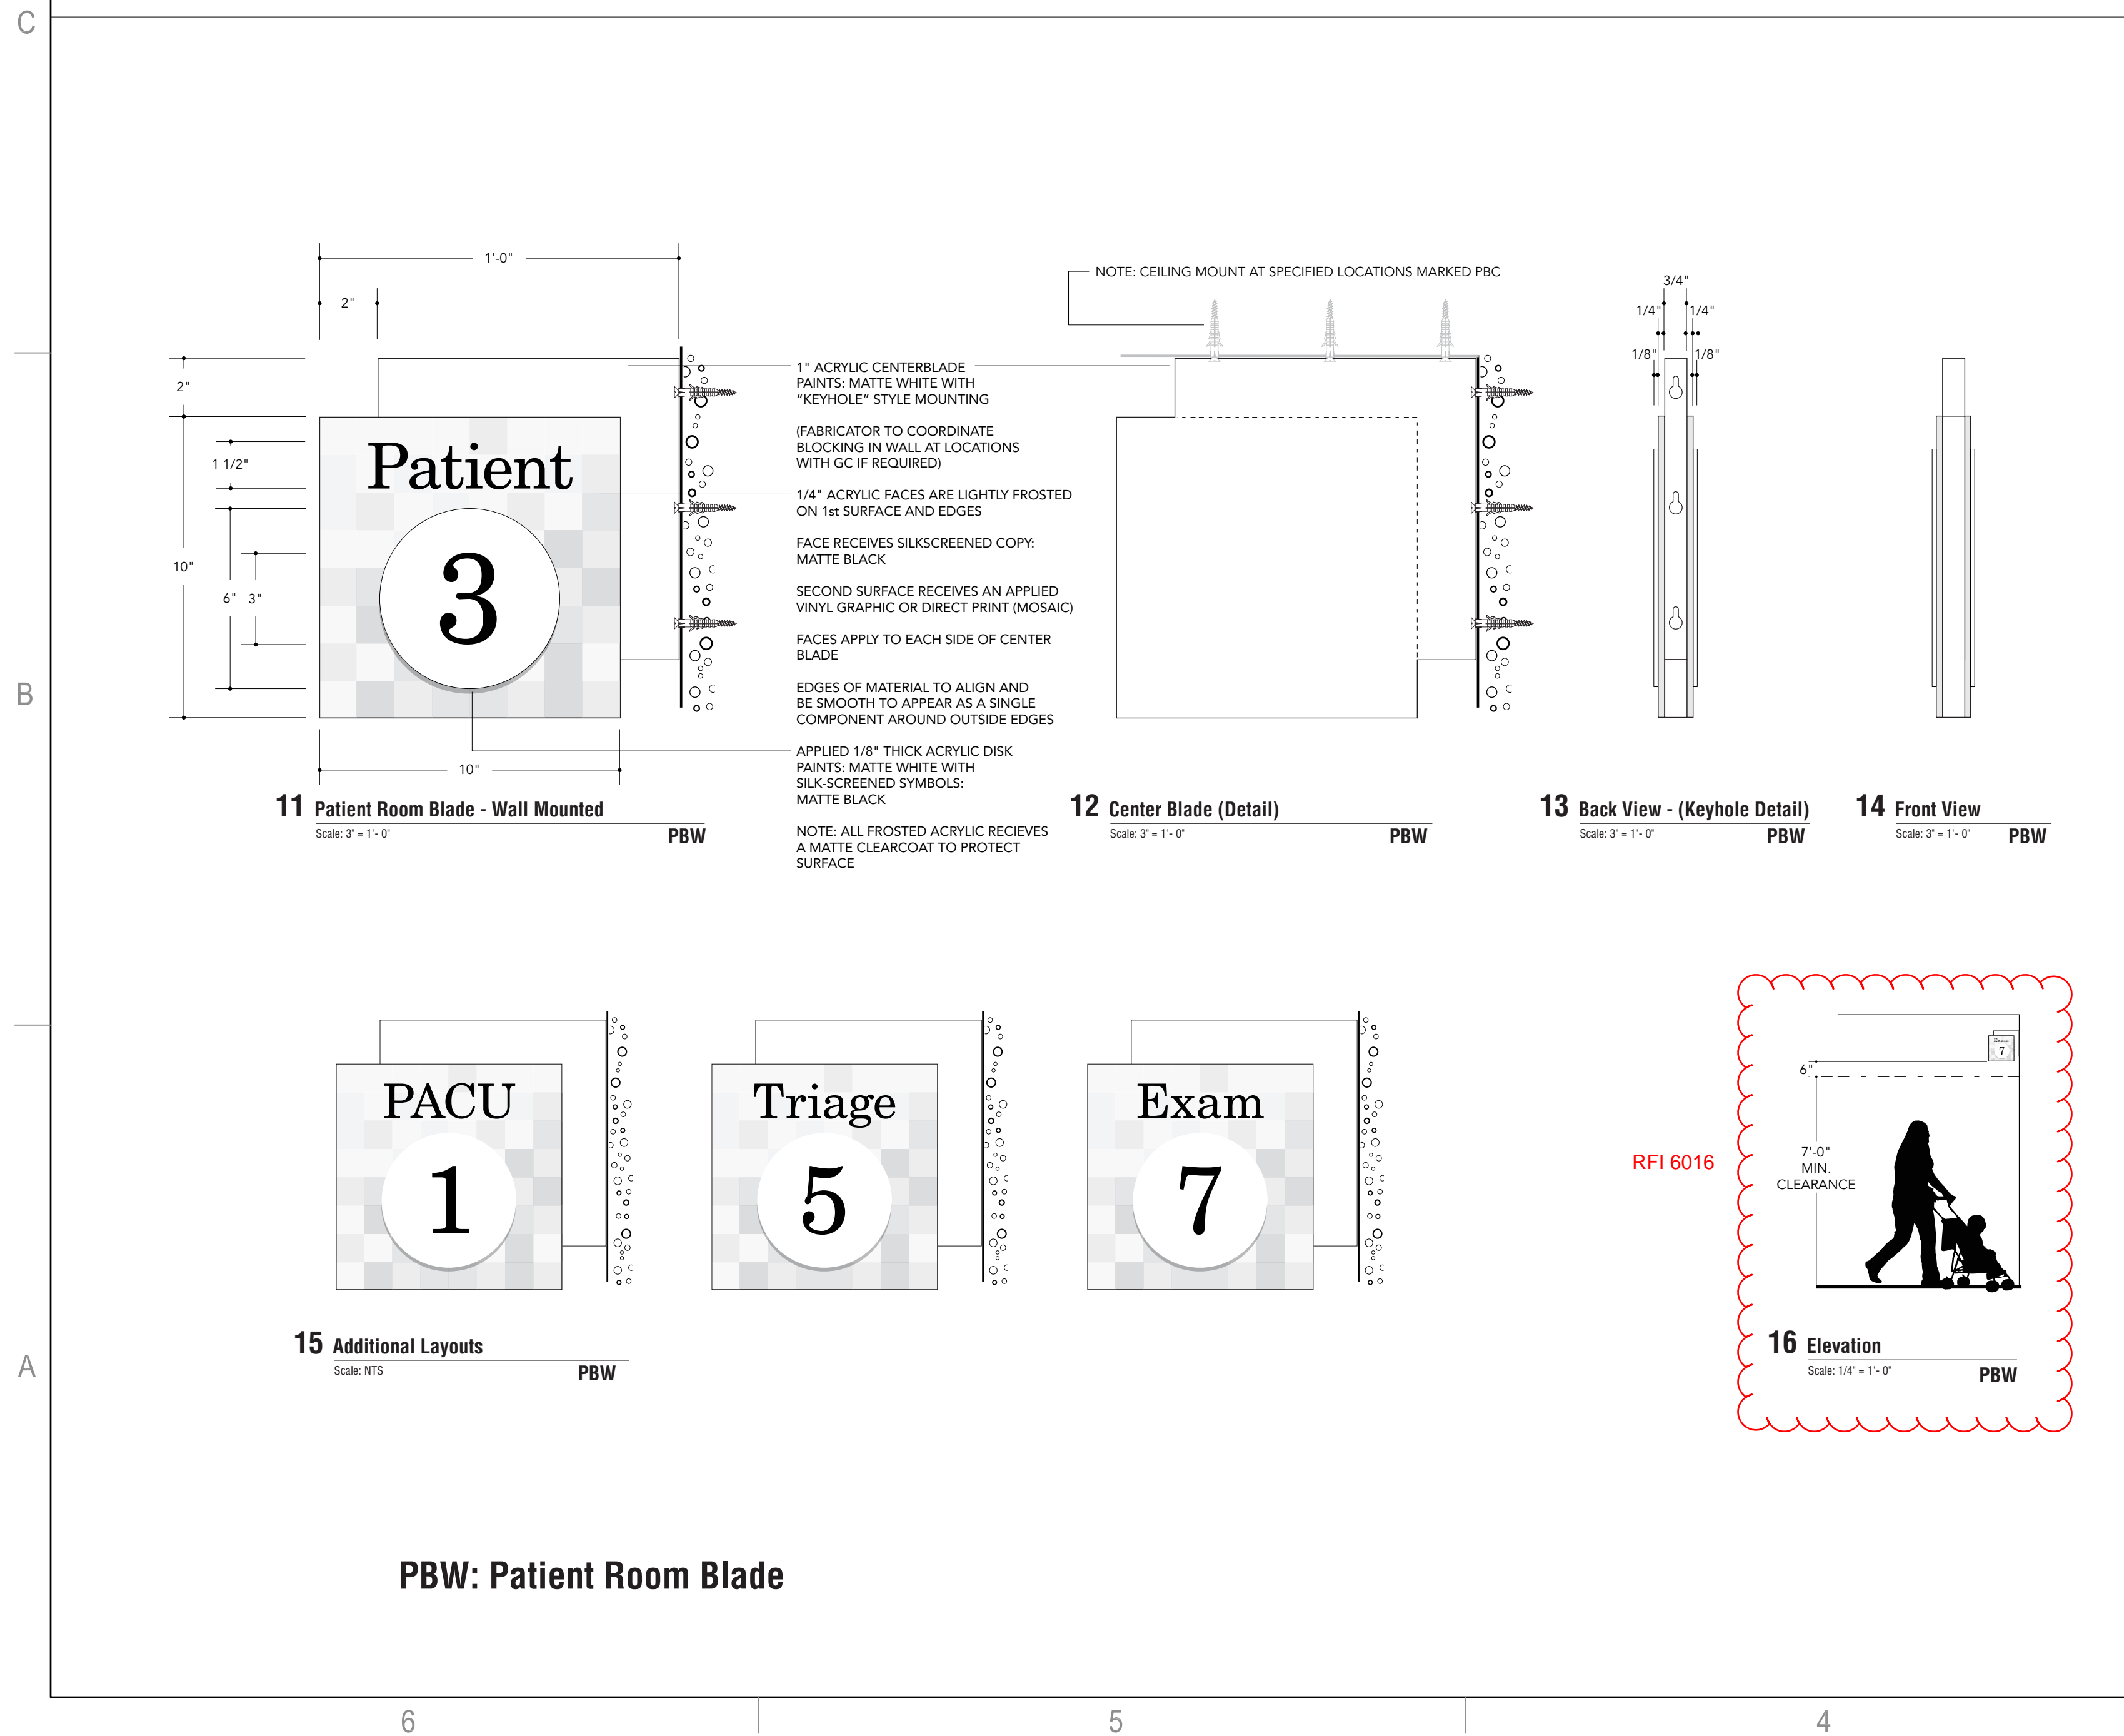 C
B
A
1'-0"
2"
2"
1 1/2"
10"
6"
3"
10"
Patient
3
1" ACRYLIC CENTERBLADE
PAINTS: MATTE WHITE WITH
“KEYHOLE” STYLE MOUNTING
(FABRICATOR TO COORDINATE
BLOCKING IN WALL AT LOCATIONS
WITH GC IF REQUIRED)
1/4" ACRYLIC FACES ARE LIGHTLY FROSTED
ON 1st SURFACE AND EDGES
FACE RECEIVES SILKSCREENED COPY:
MATTE BLACK
SECOND SURFACE RECEIVES AN APPLIED
VINYL GRAPHIC OR DIRECT PRINT (MOSAIC)
FACES APPLY TO EACH SIDE OF CENTER
BLADE
EDGES OF MATERIAL TO ALIGN AND
BE SMOOTH TO APPEAR AS A SINGLE
COMPONENT AROUND OUTSIDE EDGES
APPLIED 1/8" THICK ACRYLIC DISK
PAINTS: MATTE WHITE WITH
SILK-SCREENED SYMBOLS:
MATTE BLACK
NOTE: ALL FROSTED ACRYLIC RECIEVES
A MATTE CLEARCOAT TO PROTECT
SURFACE
NOTE: CEILING MOUNT AT SPECIFIED LOCATIONS MARKED PBC
3/4"
1/4"
1/4"
1/8"
1/8"
11 Patient Room Blade - Wall Mounted
Scale: 3" = 1'- 0"
PBW
12 Center Blade (Detail)
Scale: 3" = 1'- 0"
PBW
13 Back View - (Keyhole Detail)
Scale: 3" = 1'- 0"
PBW
14 Front View
Scale: 3" = 1'- 0"
PBW
PACU
1
Triage
5
Exam
7
15 Additional Layouts
Scale: NTS
PBW
RFI 6016
Exam
7
6"
7'-0"
MIN.
CLEARANCE
16 Elevation
Scale: 1/4" = 1'- 0"
PBW
PBW: Patient Room Blade
6
5
4